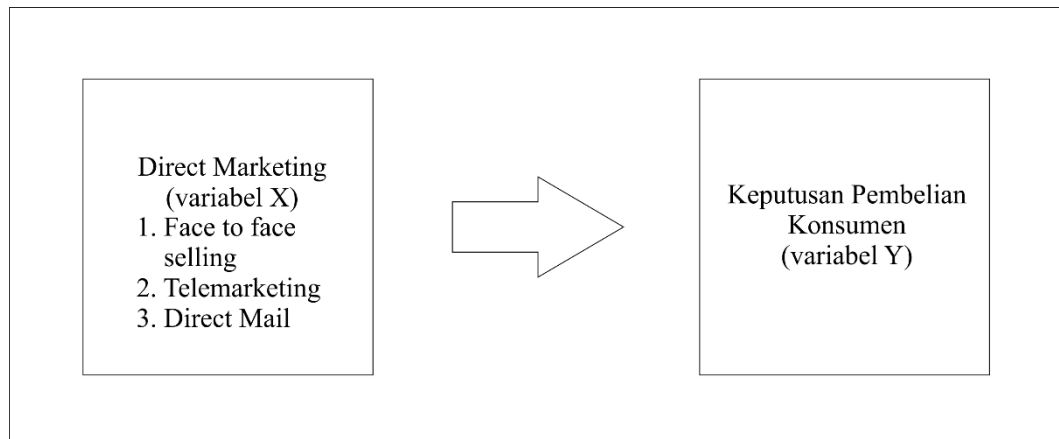 Direct Marketing
(variabel X)
1. Face to face
selling
2. Telemarketing
3. Direct Mail
Keputusan Pembelian
Konsumen
(variabel Y)